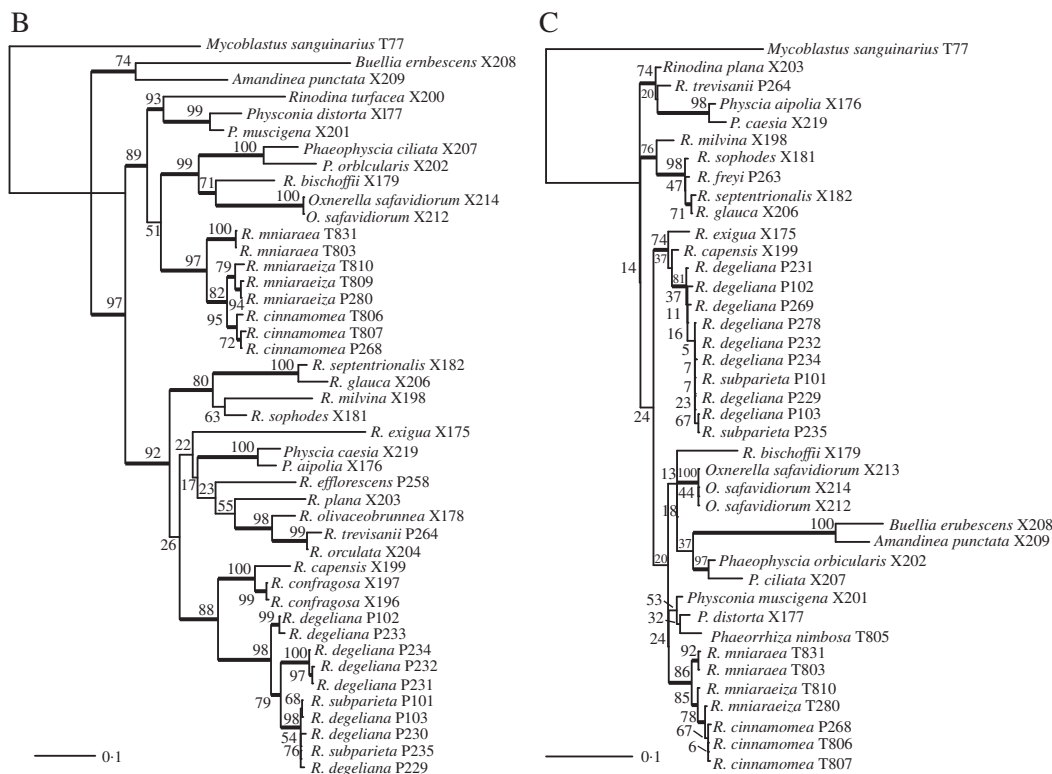 B
Mycoblastus sanguinarius T77
74
Buellia ernbescens X208
Amandinea punctata X209
93
Rinodina turfacea X200
99
Physconia distorta X177
P. muscigena X201
89
100
Phaeophyscia ciliata X207
99
P. orblcularis X202
71
R. bischoffii X179
100
Oxnerella safavidiorum X214
O. safavidiorum X212
51
100
R. mniaraea T831
R. mniaraea T803
97
79
R. mniaraeiza T810
R. mniaraeiza T809
82
94
R. mniaraeiza P280
95
R. cinnamomea T806
R. cinnamomea T807
72
R. cinnamomea P268
97
100
R. septentrionalis X182
80
R. glauca X206
R. milvina X198
63
R. sophodes X181
22
R. exigua X175
92
100
Physcia caesia X219
P. aipolia X176
17
23
R. efflorescens P258
55
R. plana X203
98
R. olivaceobrunnea X178
99
R. trevisanii P264
R. orculata X204
26
100
R. capensis X199
R. confragosa X197
99
R. confragosa X196
88
99
R. degeliana P102
R. degeliana P233
98
100
R. degeliana P234
R. degeliana P232
97
R. degeliana P231
79
68
R. subparieta P101
98
R. degeliana P103
54
R. degeliana P230
76
R. subparieta P235
R. degeliana P229
0·1
C
Mycoblastus sanguinarius T77
74
Rinodina plana X203
20
R. trevisanii P264
98
Physcia aipolia X176
P. caesia X219
76
R. milvina X198
98
R. sophodes X181
47
R. freyi P263
R. septentrionalis X182
71
R. glauca X206
74
R. exigua X175
37
R. capensis X199
14
81
R. degeliana P231
37
R. degeliana P102
11
R. degeliana P269
16
R. degeliana P278
5
R. degeliana P232
R. degeliana P234
7
R. subparieta P101
7
R. degeliana P229
23
R. degeliana P103
67
R. subparieta P235
24
R. bischoffii X179
13
100
Oxnerella safavidiorum X213
44
O. safavidiorum X214
O. safavidiorum X212
18
100
Buellia erubescens X208
37
Amandinea punctata X209
20
97
Phaeophyscia orbicularis X202
P. ciliata X207
53
Physconia muscigena X201
32
P. distorta X177
24
Phaeorrhiza nimbosa T805
92
R. mniaraea T831
86
R. mniaraea T803
85
R. mniaraeiza T810
R. mniaraeiza T280
78
R. cinnamomea P268
67
R. cinnamomea T806
6
R. cinnamomea T807
0·1